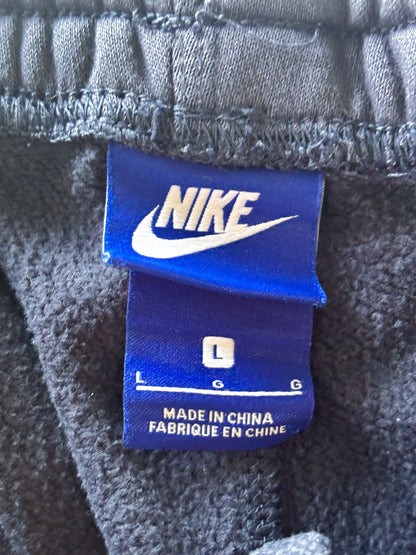 NIKE
L
L G G
MADE IN CHINA
FABRIQUE EN CHINE